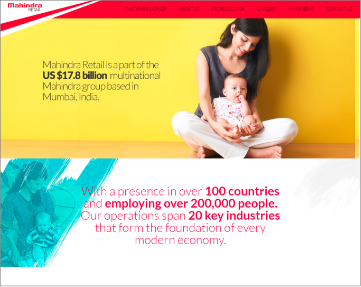 Mahindra
RETAIL
Mahindra Retail is a part of the
US $17.8 billion multinational
Mahindra group based in
Mumbai, India.
With a presence in over 100 countries
and employing over 200,000 people.
Our operations span 20 key industries
that form the foundation of every
modern economy.